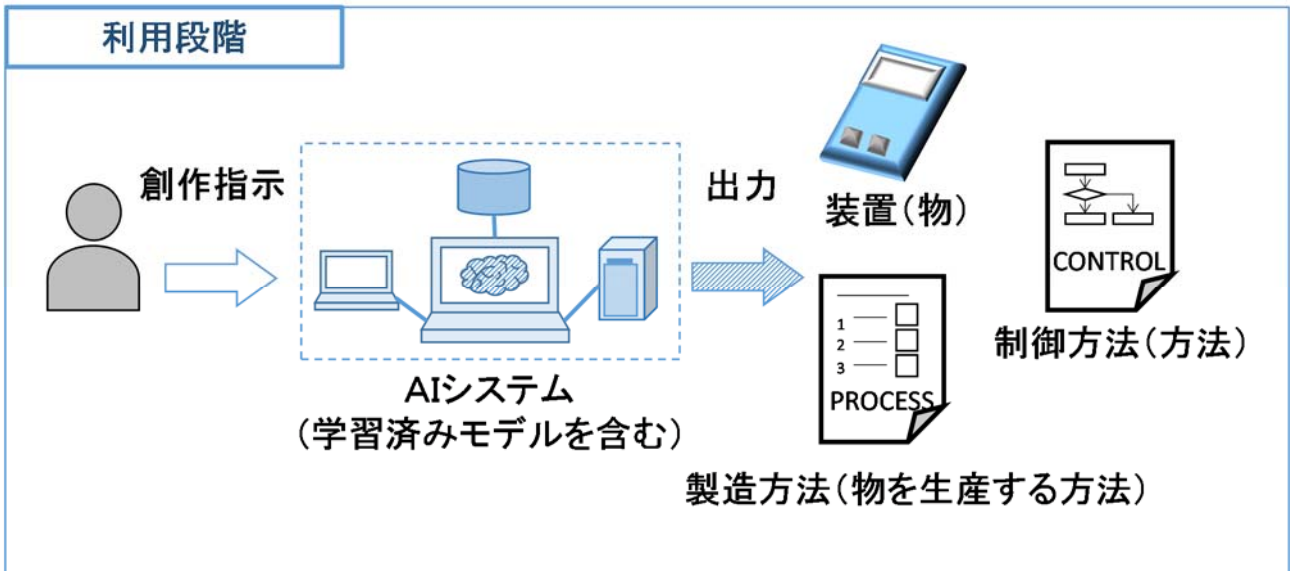 利用段階
創作指示
AIシステム
(学習済みモデルを含む)
出力
装置(物)
CONTROL
制御方法(方法)
1
2
3
PROCESS
製造方法(物を生産する方法)